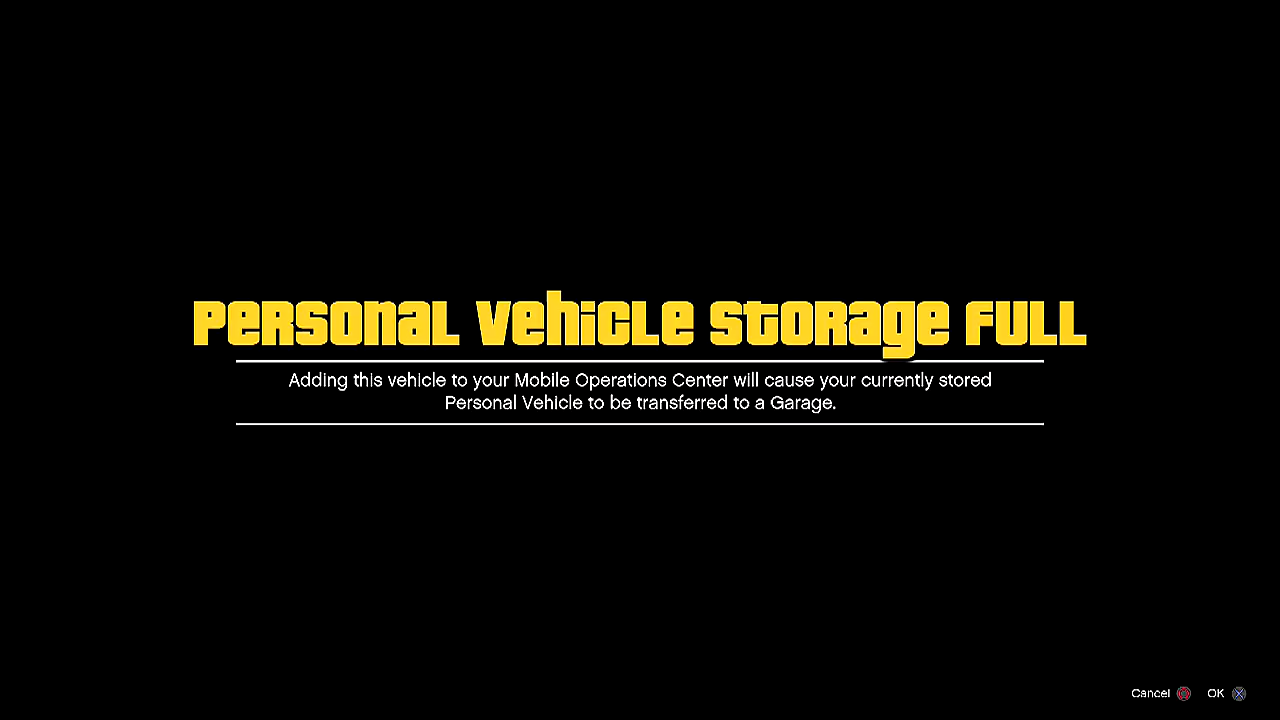 PERSONAL VEHICLE STORAGE FULL
Adding this vehicle to your Mobile Operations Center will cause your currently stored
Personal Vehicle to be transferred to a Garage.
Cancel OK